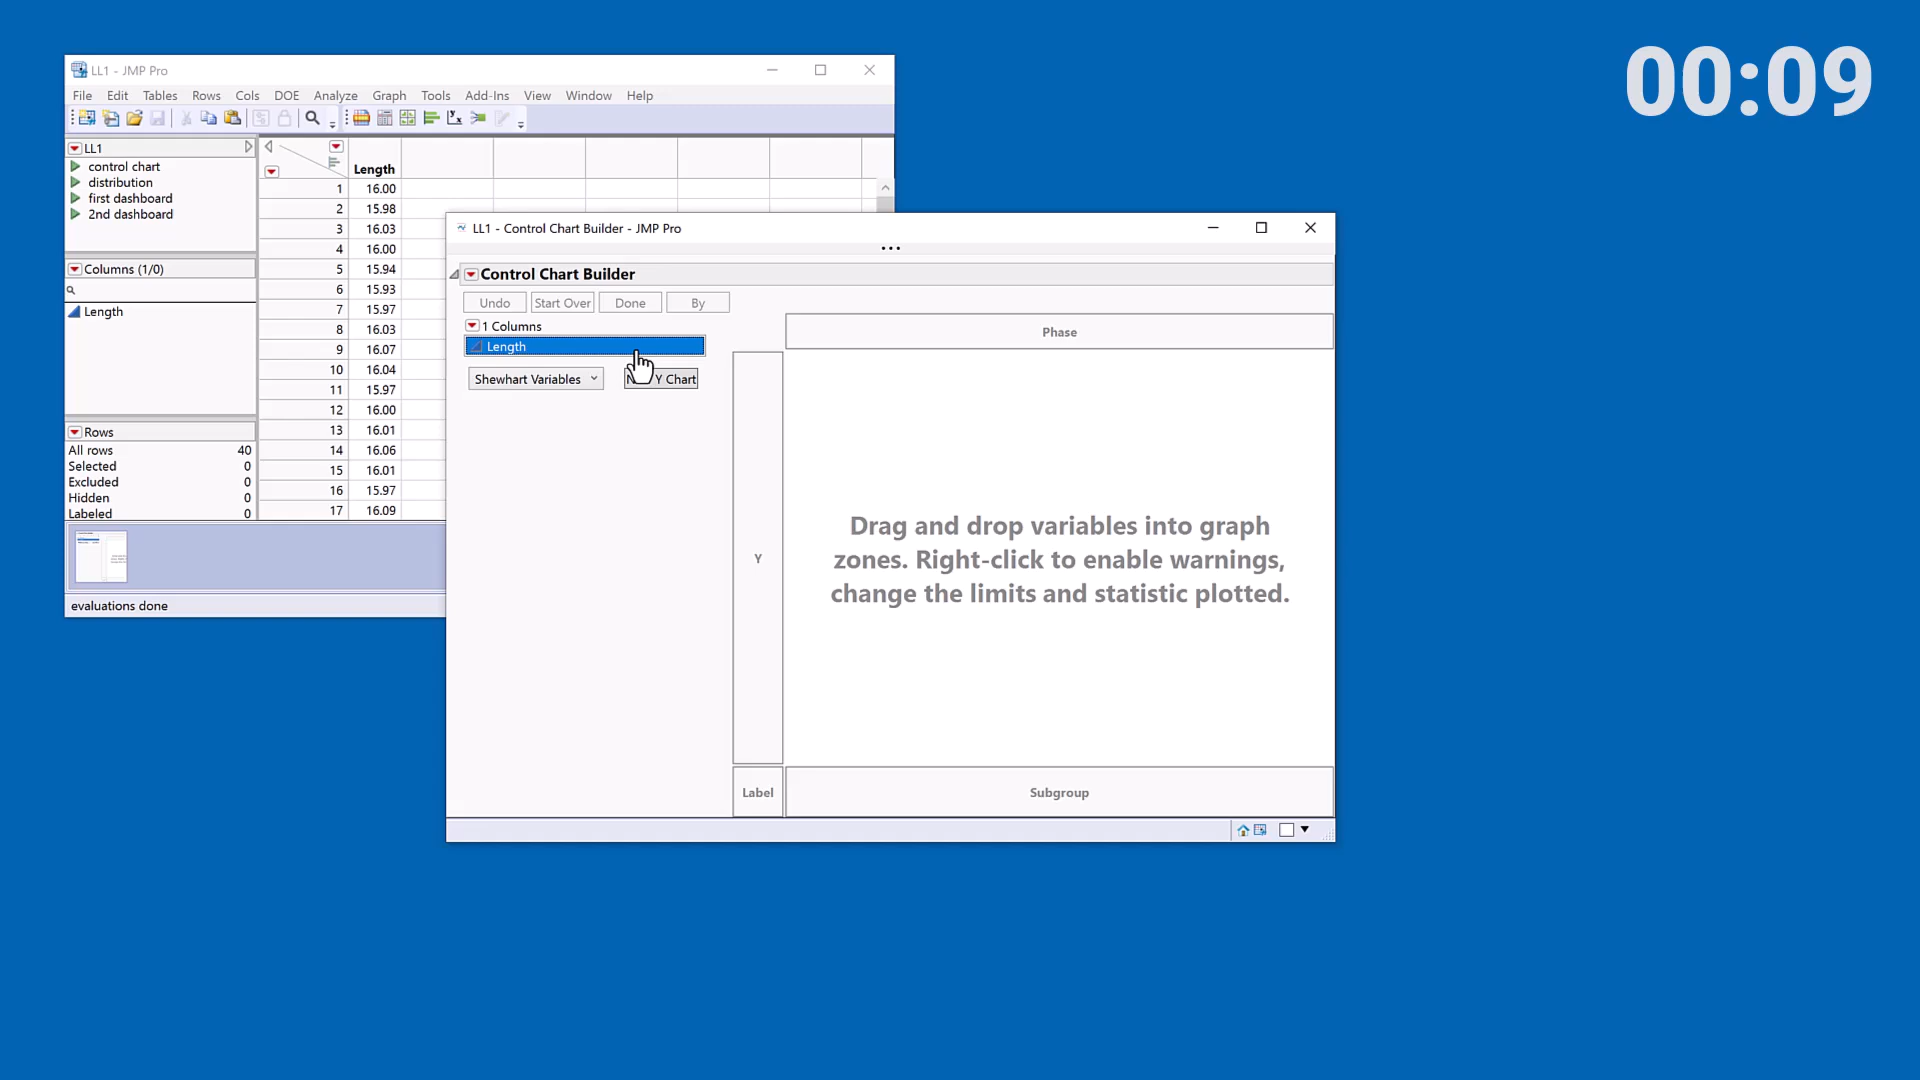 00:09
LL1 - JMP Pro
File Edit Tables Rows Cols DOE Analyze Graph Tools Add-Ins View Window Help
LL1
control chart
distribution
first dashboard
2nd dashboard
Columns (1/0)
Length
Rows
All rows 40
Selected 0
Excluded 0
Hidden 0
Labeled 0
evaluations done
Length
1 16.00
2 15.98
3 16.03
4 16.00
5 15.94
6 15.93
7 15.97
8 16.03
9 16.07
10 16.04
11 15.97
12 16.00
13 16.01
14 16.06
15 16.01
16 15.97
17 16.09
LL1 - Control Chart Builder - JMP Pro
Control Chart Builder
Undo Start Over Done By
1 Columns
Length
Shewhart Variables
Y Chart
Phase
Y
Drag and drop variables into graph
zones. Right-click to enable warnings,
change the limits and statistic plotted.
Label
Subgroup